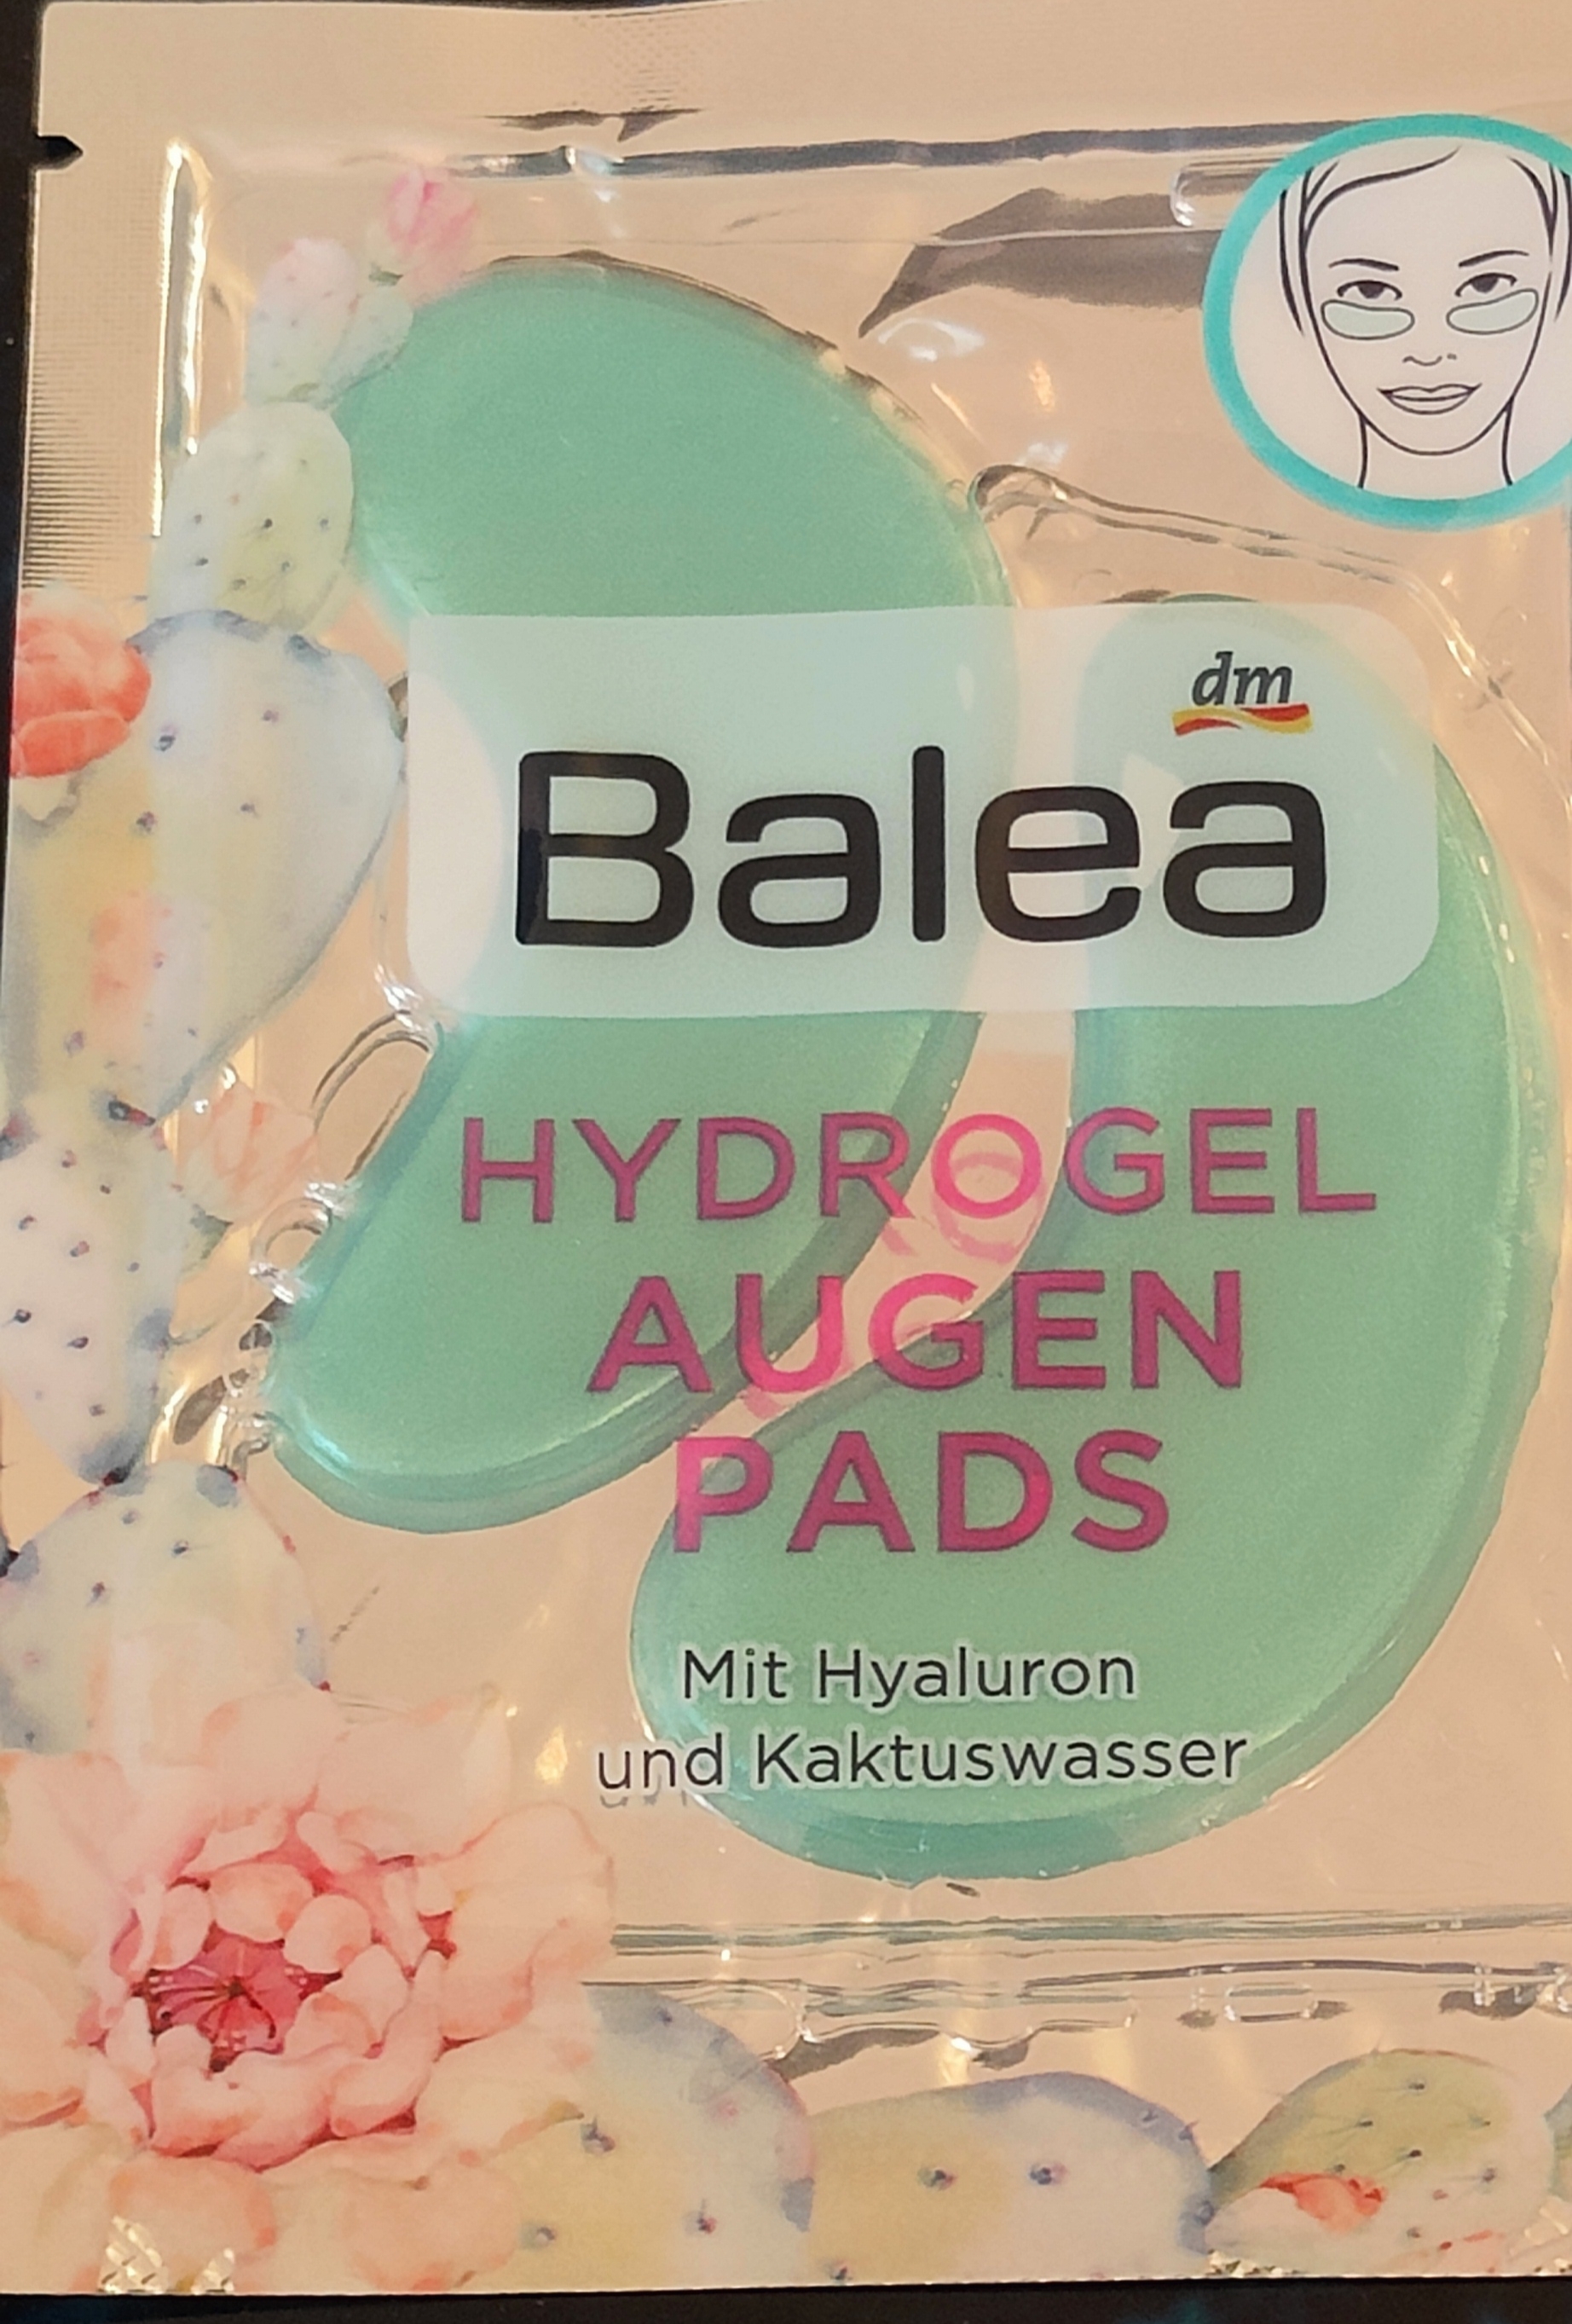 dm
Balea
HYDROGEL
AUGEN
PADS
Mit Hyaluron
und Kaktuswasser